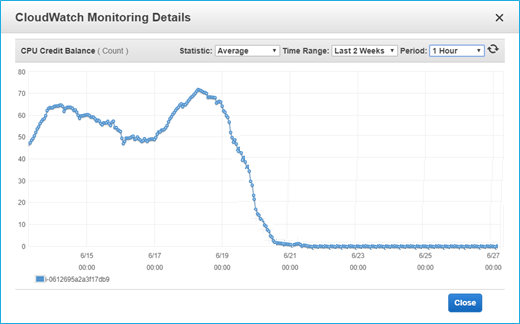 CloudWatch Monitoring Details
CPU Credit Balance ( Count ) Statistic: Average Time Range: Last 2 Weeks Period: 1 Hour
80
70
60
50
40
30
20
10
0
6/15 6/17 6/19 6/21 6/23 6/25 6/27
00:00 00:00 00:00 00:00 00:00 00:00 00:00
i-0612695a2a3f17db9
Close